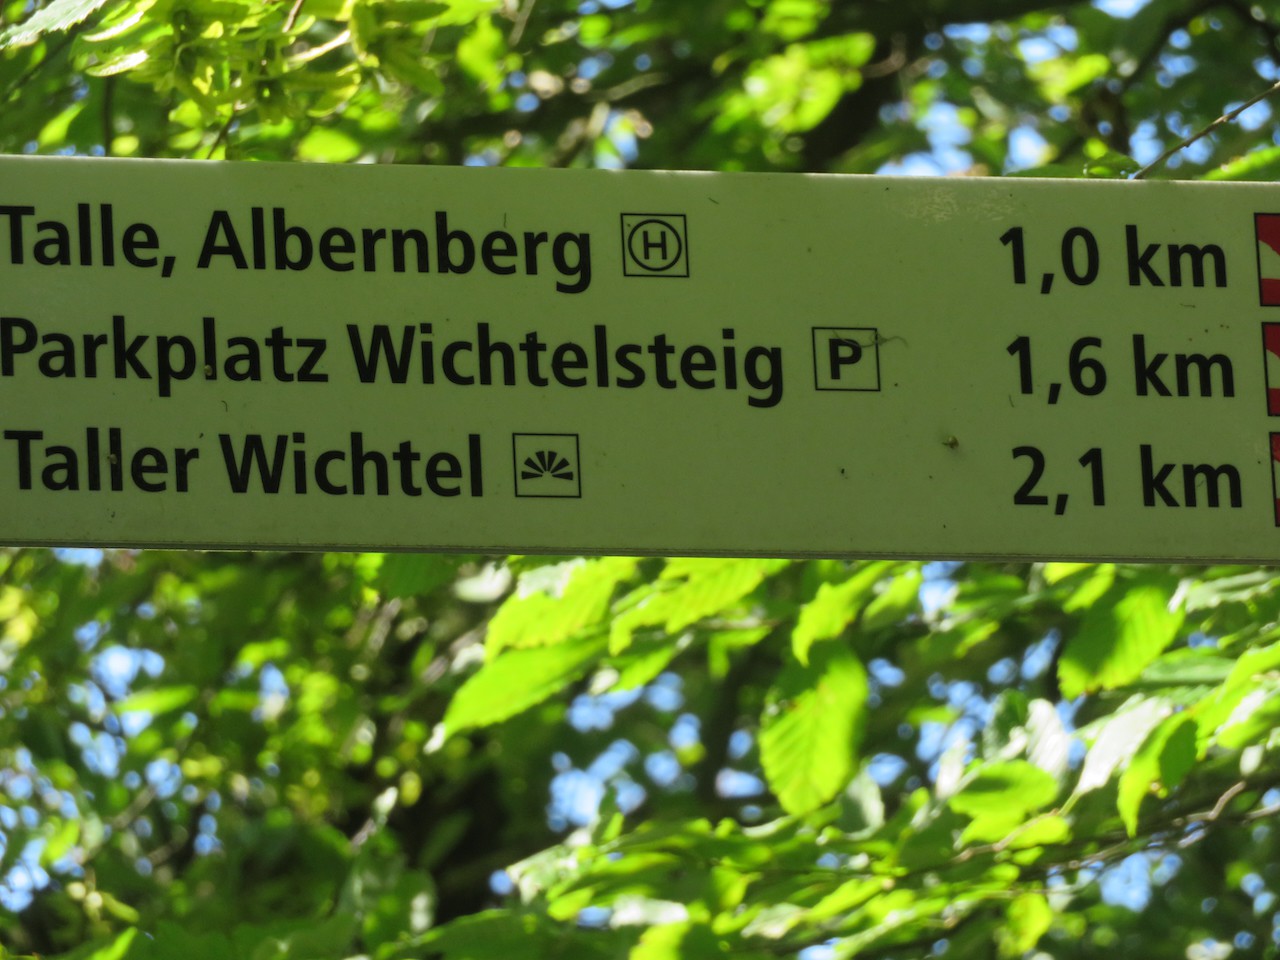 Talle, Albernberg H 1,0 km
Parkplatz Wichtelsteig P 1,6 km
Taller Wichtel 2,1 km